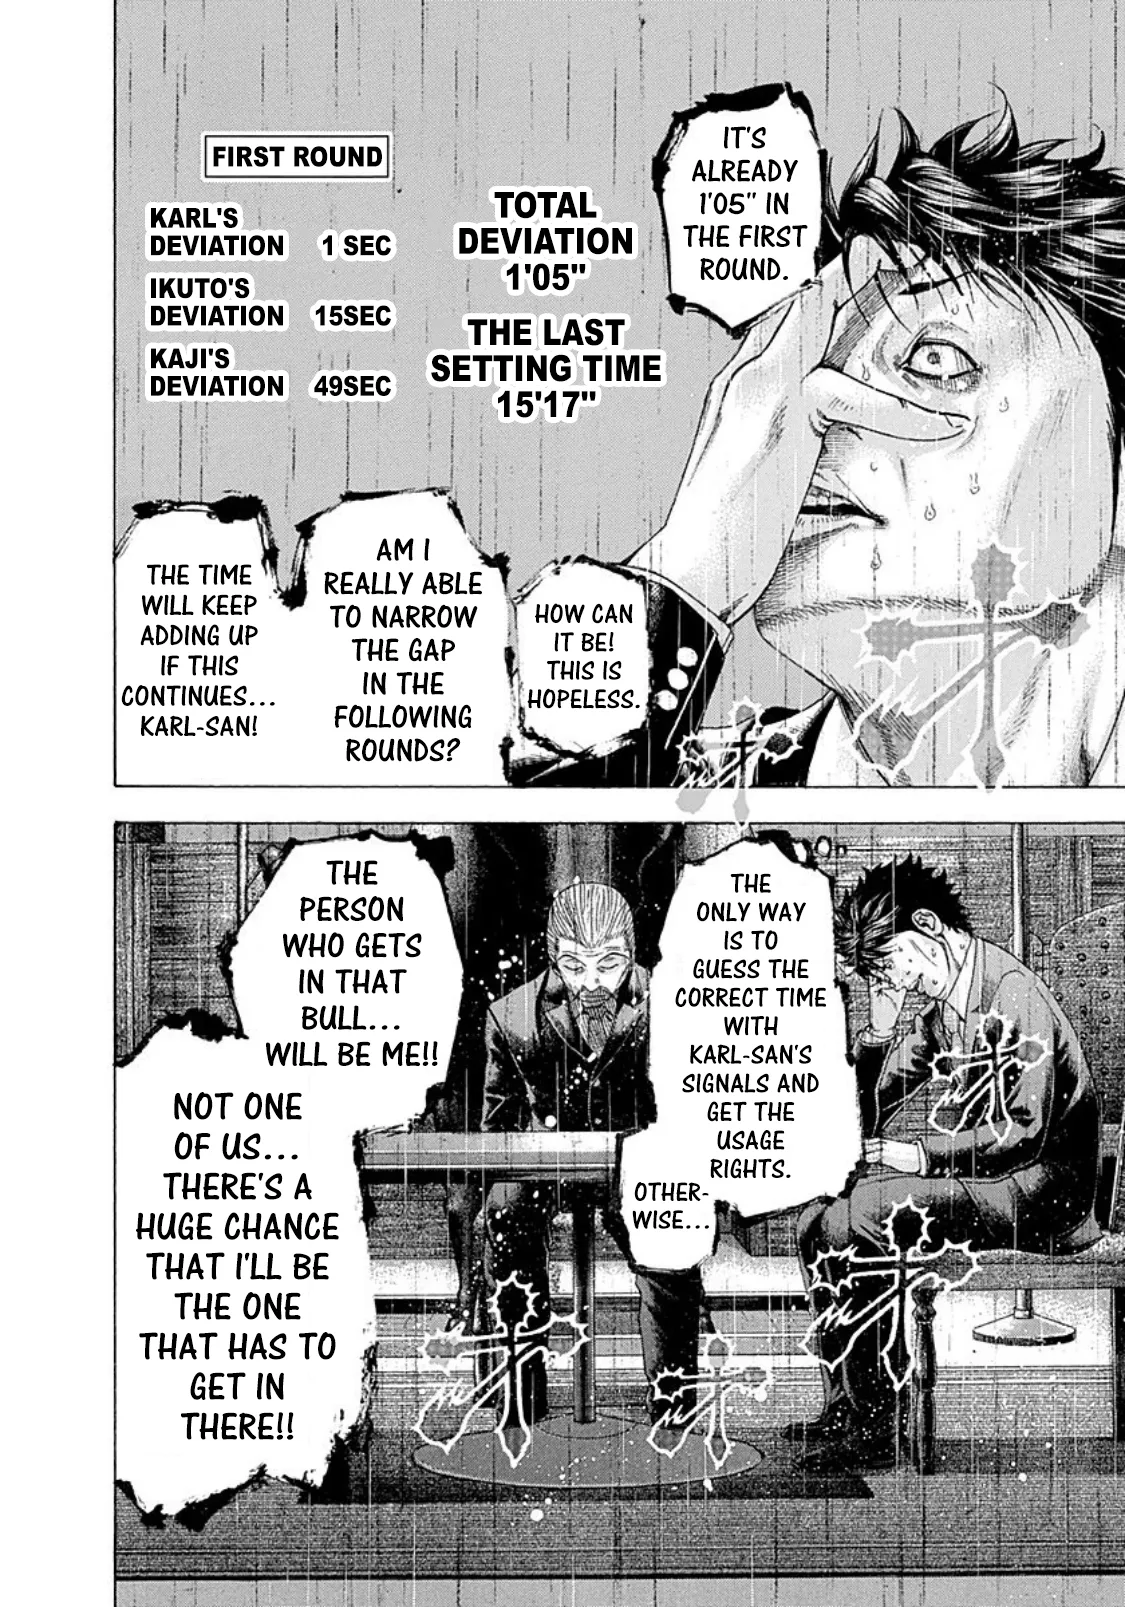 IT'S
ALREADY
1'05" IN
THE FIRST
ROUND.
FIRST ROUND
KARL'S
DEVIATION 1 SEC
IKUTO'S
DEVIATION 15SEC
KAJI'S
DEVIATION 49SEC
TOTAL
DEVIATION
1'05"
THE LAST
SETTING TIME
15'17"
HOW CAN
IT BE!
THIS IS
HOPELESS.
AM I
REALLY ABLE
TO NARROW
THE GAP
IN THE
FOLLOWING
ROUNDS?
THE TIME
WILL KEEP
ADDING UP
IF THIS
CONTINUES...
KARL-SAN!
THE
ONLY WAY
IS TO
GUESS THE
CORRECT TIME
WITH
KARL-SAN'S
SIGNALS AND
GET THE
USAGE
RIGHTS.
OTHER-
WISE...
THE
PERSON
WHO GETS
IN THAT
BULL...
WILL BE ME!!
NOT ONE
OF US...
THERE'S A
HUGE CHANCE
THAT I'LL BE
THE ONE
THAT HAS TO
GET IN
THERE!!